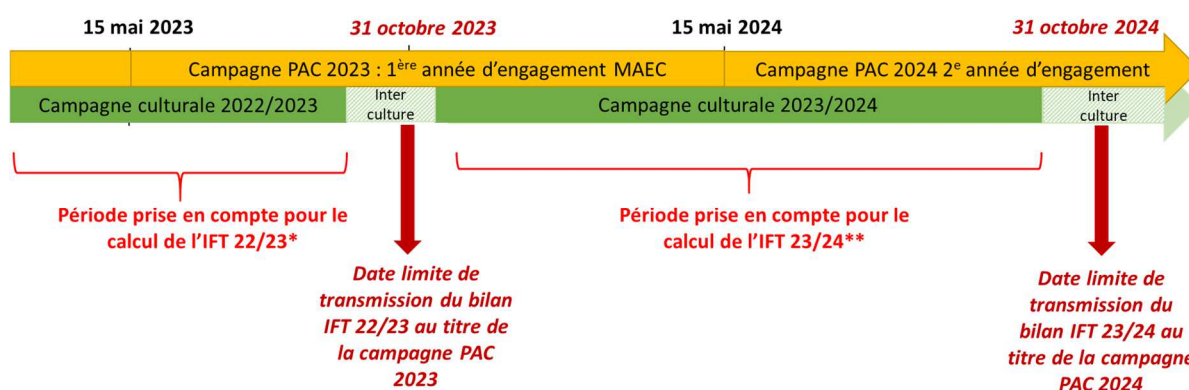 15 mai 2023
31 octobre 2023
15 mai 2024
31 octobre 2024
Campagne PAC 2023 : 1ère année d’engagement MAEC
Campagne PAC 2024 2e année d’engagement
Campagne culturale 2022/2023
Inter
culture
Campagne culturale 2023/2024
Inter
culture
Période prise en compte pour le
calcul de l’IFT 22/23*
Période prise en compte pour le
calcul de l’IFT 23/24**
Date limite de
transmission du bilan
IFT 22/23 au titre de
la campagne PAC
2023
Date limite de
transmission du
bilan IFT 23/24 au
titre de la campagne
PAC 2024